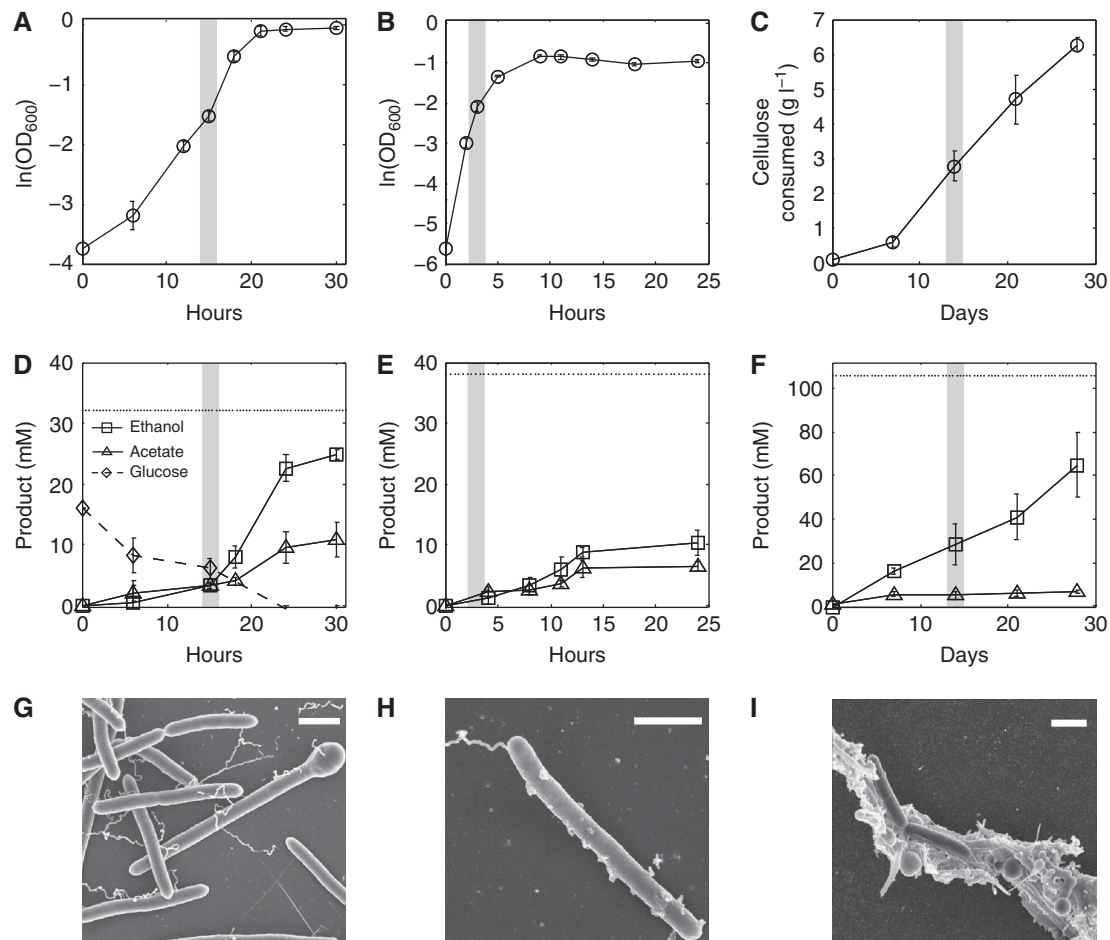 A
0
−1
−2
−3
−4
ln(OD600)
0 10 20 30
Hours
B
0
−1
−2
−3
−4
−5
−6
ln(OD600)
0 5 10 15 20 25
Hours
C
7
6
5
4
3
2
1
0
Cellulose
consumed (g l−1)
0 10 20 30
Days
D
40
30
20
10
0
Product (mM)
Ethanol
Acetate
Glucose
0 10 20 30
Hours
E
40
30
20
10
0
Product (mM)
0 5 10 15 20 25
Hours
F
100
80
60
40
20
0
Product (mM)
0 10 20 30
Days
G
H
I